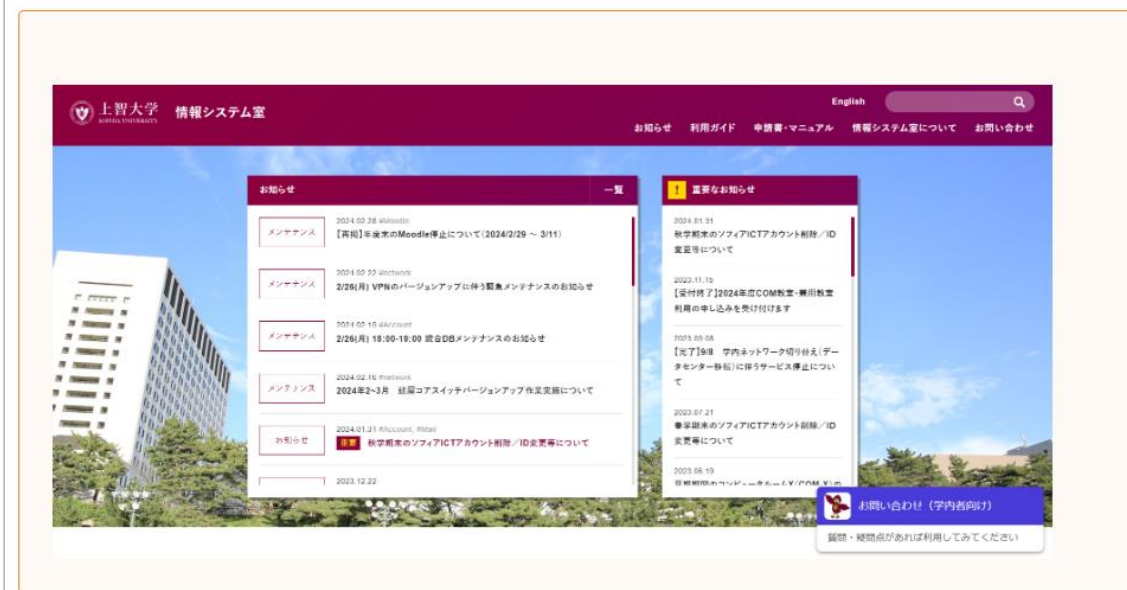 上智大学
SOPHIA UNIVERSITY
情報システム室
English
お知らせ 利用ガイド 申請書・マニュアル 情報システム室について お問い合わせ
お知らせ 一覧
メンテナンス
2024.02.28 #Moodle
【再掲】年度末のMoodle停止について(2024/2/29 ~ 3/11)
メンテナンス
2024.02.22 #network
2/26(月) VPNのバージョンアップに伴う緊急メンテナンスのお知らせ
メンテナンス
2/26(月) 18:00-19:00 統合DBメンテナンスのお知らせ
メンテナンス
2024.02.16 #network
2024年2~3月 コアスイッチバージョンアップ作業実施について
お知らせ
2024.01.31 #Account, #Mail
重要 秋学期末のソフィアICTアカウント削除/ID変更等について
2023.12.22
! 重要なお知らせ
2024.01.31
秋学期末のソフィアICTアカウント削除/ID
変更等について
2023.11.15
【受付終了】2024年度COM教室・兼用教室
利用の申し込みを受け付けます
2023.09.08
【完了】9/8 学内ネットワーク切り替え(デー
タセンター移転)に伴うサービス停止につい
て
2023.07.21
春学期末のソフィアICTアカウント削除/ID
変更等について
2023.06.19
お問い合わせ(学内者向け)
質問・疑問点があれば利用してみてください